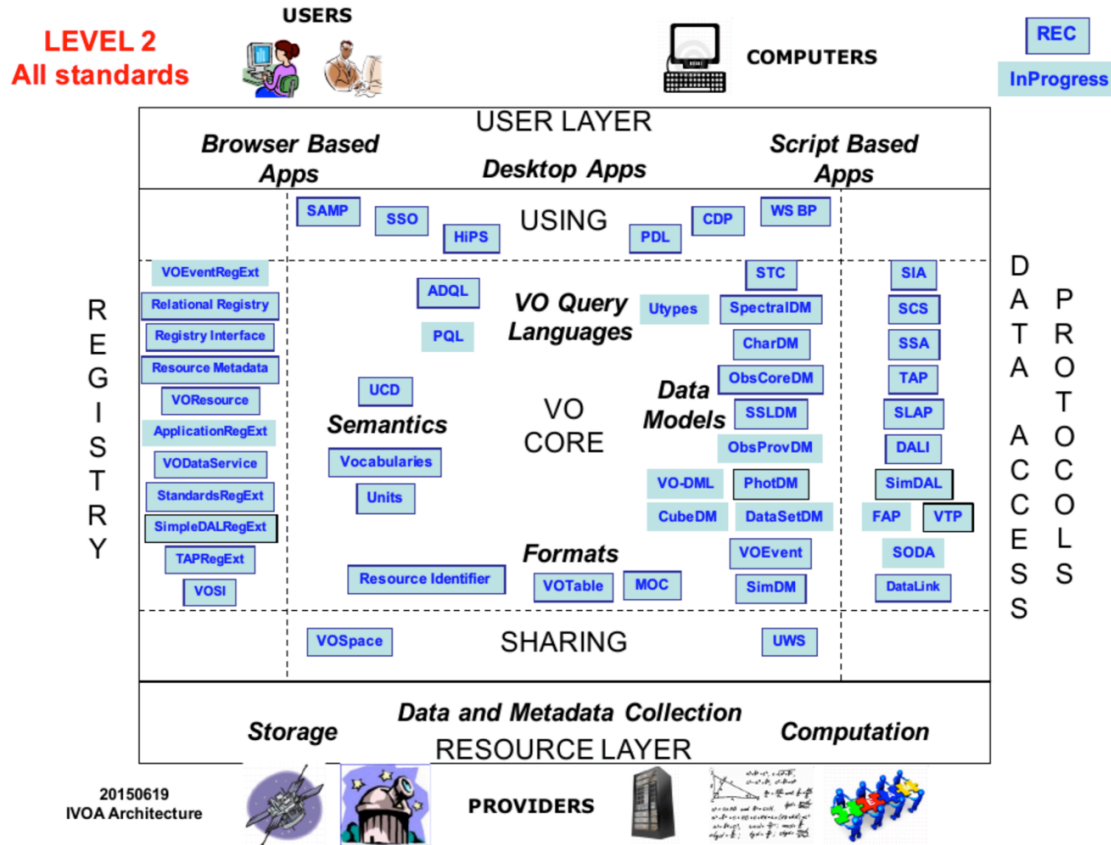 LEVEL 2
All standards
USERS
COMPUTERS
REC
InProgress
USER LAYER
Browser Based
Apps
Desktop Apps
Script Based
Apps
SAMP
SSO
HiPS
USING
PDL
CDP
WS BP
REGISTRY
VOEventRegExt
Relational Registry
Registry Interface
Resource Metadata
VOResource
ApplicationRegExt
VODataService
StandardsRegExt
SimpleDALRegExt
TAPRegExt
VOSI
ADQL
PQL
VO Query
Languages
UCD
Semantics
Vocabularies
Units
VO
CORE
Formats
Resource Identifier
VOTable
MOC
Utypes
Data
Models
STC
SpectralDM
CharDM
ObsCoreDM
SSLDM
ObsProvDM
VO-DML
PhotDM
CubeDM
DataSetDM
VOEvent
SimDM
SIA
SCS
SSA
TAP
SLAP
DALI
SimDAL
FAP
VTP
SODA
DataLink
DATA ACCESS
PROTOCOLS
VOSpace
SHARING
UWS
Storage
Data and Metadata Collection
Computation
RESOURCE LAYER
20150619
IVOA Architecture
PROVIDERS